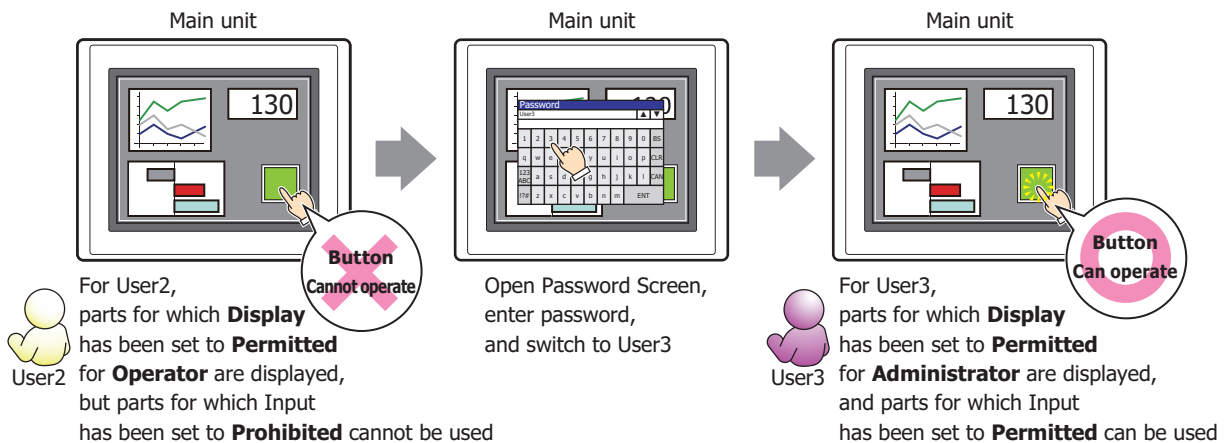 Main unit
130
Button
Cannot operate
User2
For User2,
parts for which Display
has been set to Permitted
for Operator are displayed,
but parts for which Input
has been set to Prohibited cannot be used
Main unit
Password
User3
▲ ▼
1 2 3 4 5 6 7 8 9 0 BS
q w e y u i o p CLR
123 ABC a s d g h j k l CAN
!?# z x c v b n m ENT
Open Password Screen,
enter password,
and switch to User3
Main unit
130
Button
Can operate
User3
For User3,
parts for which Display
has been set to Permitted
for Administrator are displayed,
and parts for which Input
has been set to Permitted can be used